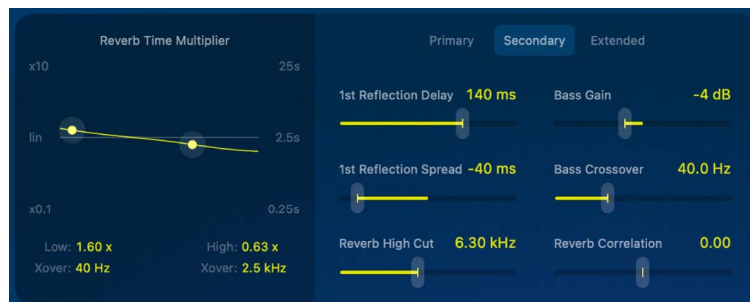 Reverb Time Multiplier
x10 25s
lin 2.5s
x0.1 0.25s
Low: 1.60 x High: 0.63 x
Xover: 40 Hz Xover: 2.5 kHz
Primary Secondary Extended
1st Reflection Delay 140 ms Bass Gain -4 dB
1st Reflection Spread -40 ms Bass Crossover 40.0 Hz
Reverb High Cut 6.30 kHz Reverb Correlation 0.00